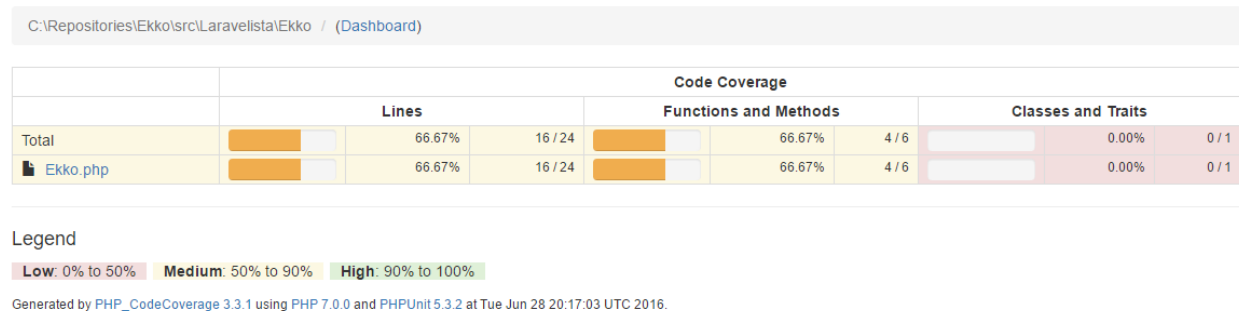 C:\Repositories\Ekko\src\Laravelista\Ekko / (Dashboard)
Code Coverage
Lines Functions and Methods Classes and Traits
Total 66.67% 16 / 24 66.67% 4 / 6 0.00% 0 / 1
Ekko.php 66.67% 16 / 24 66.67% 4 / 6 0.00% 0 / 1
Legend
Low: 0% to 50% Medium: 50% to 90% High: 90% to 100%
Generated by PHP_CodeCoverage 3.3.1 using PHP 7.0.0 and PHPUnit 5.3.2 at Tue Jun 28 20:17:03 UTC 2016.